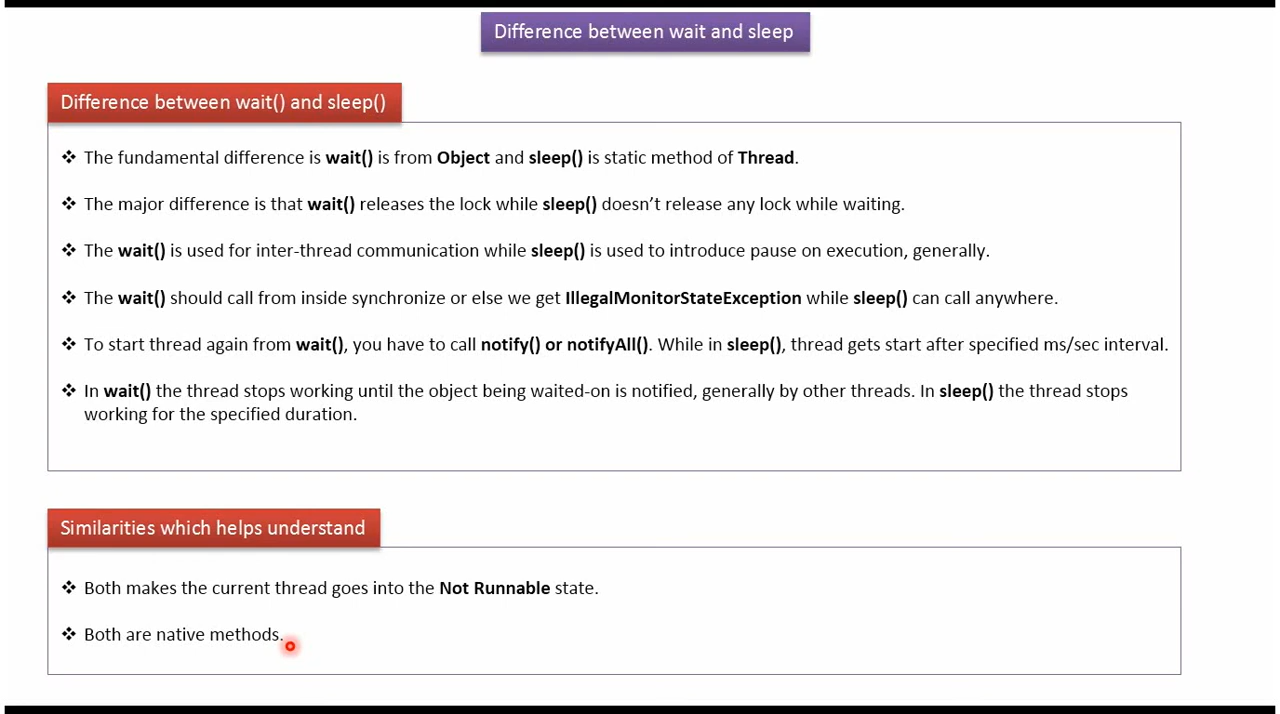 Difference between wait and sleep
Difference between wait() and sleep()
❖ The fundamental difference is wait() is from Object and sleep() is static method of Thread.
❖ The major difference is that wait() releases the lock while sleep() doesn’t release any lock while waiting.
❖ The wait() is used for inter-thread communication while sleep() is used to introduce pause on execution, generally.
❖ The wait() should call from inside synchronize or else we get IllegalMonitorStateException while sleep() can call anywhere.
❖ To start thread again from wait(), you have to call notify() or notifyAll(). While in sleep(), thread gets start after specified ms/sec interval.
❖ In wait() the thread stops working until the object being waited-on is notified, generally by other threads. In sleep() the thread stops
working for the specified duration.
Similarities which helps understand
❖ Both makes the current thread goes into the Not Runnable state.
❖ Both are native methods.